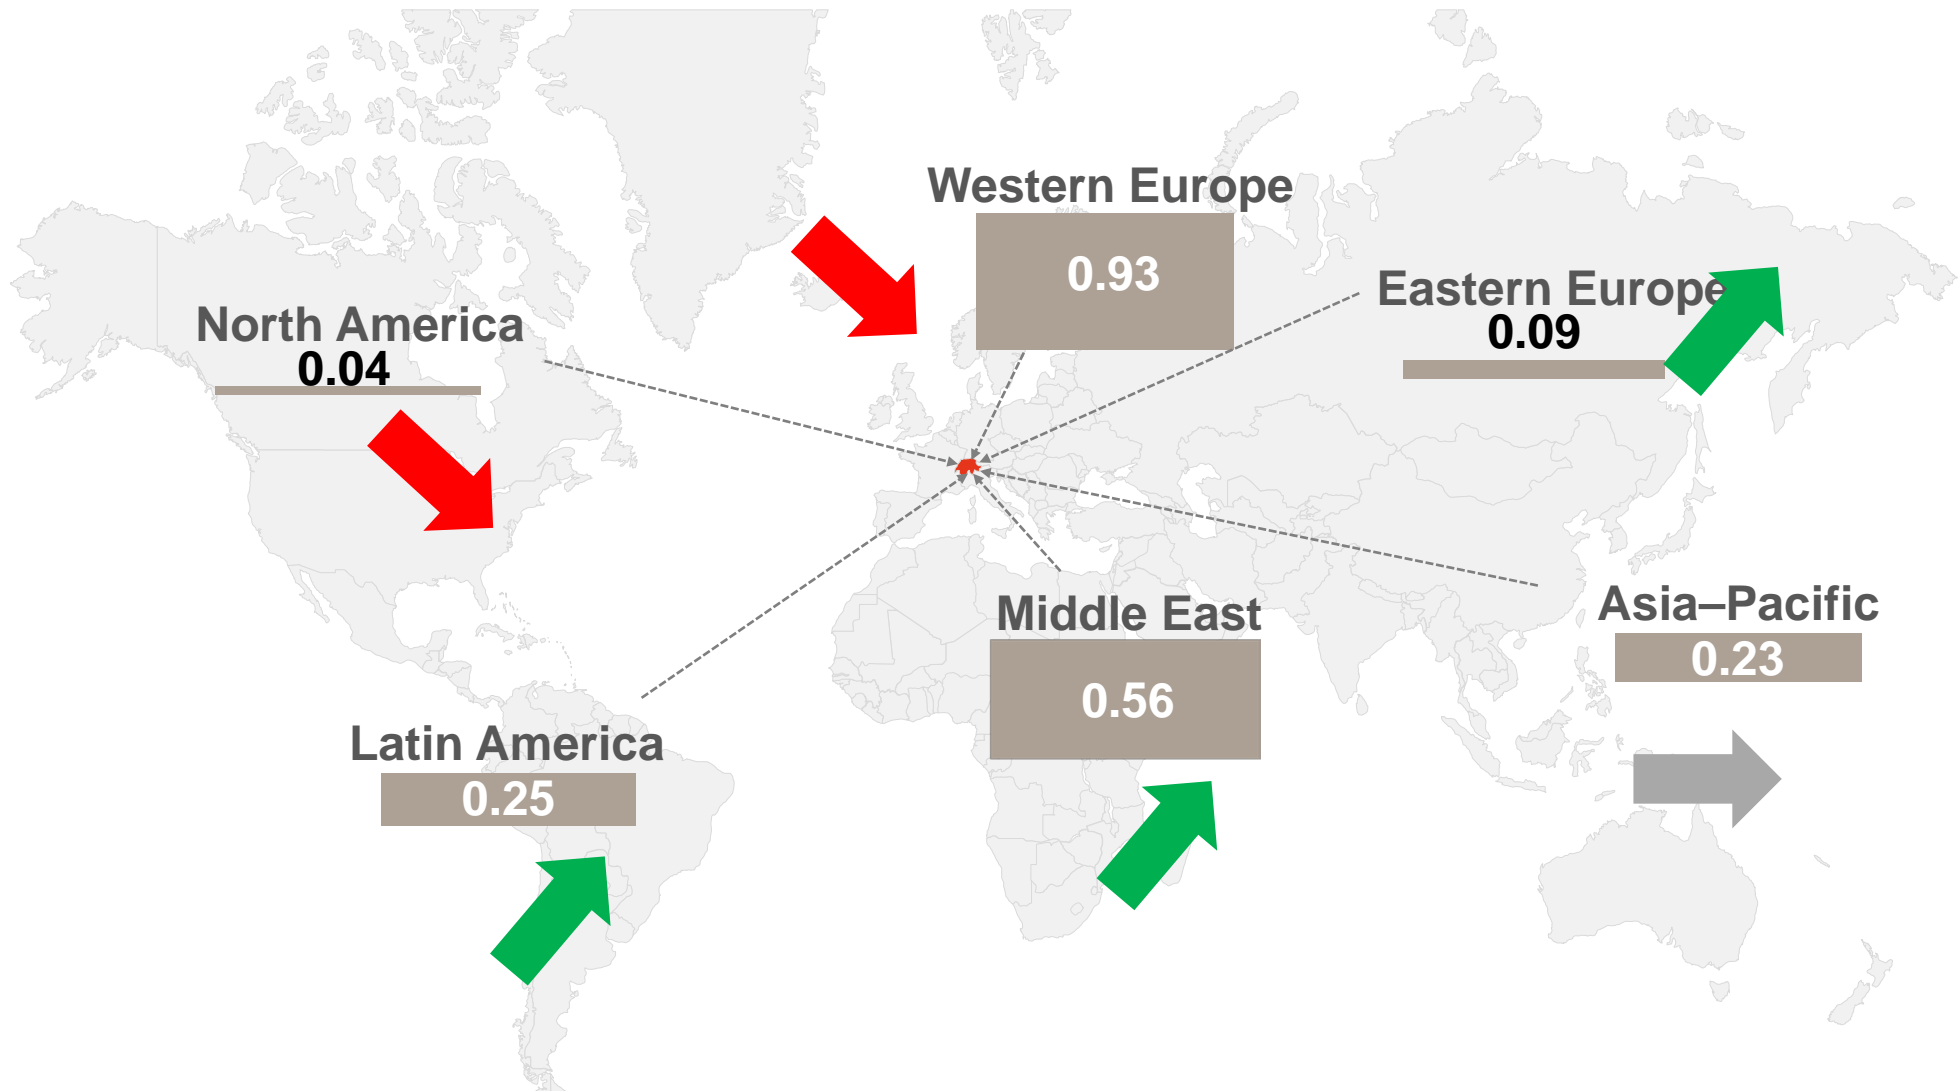 Western Europe
0.93
Eastern Europe
0.09
North America
0.04
Asia–Pacific
0.23
Middle East
0.56
Latin America
0.25